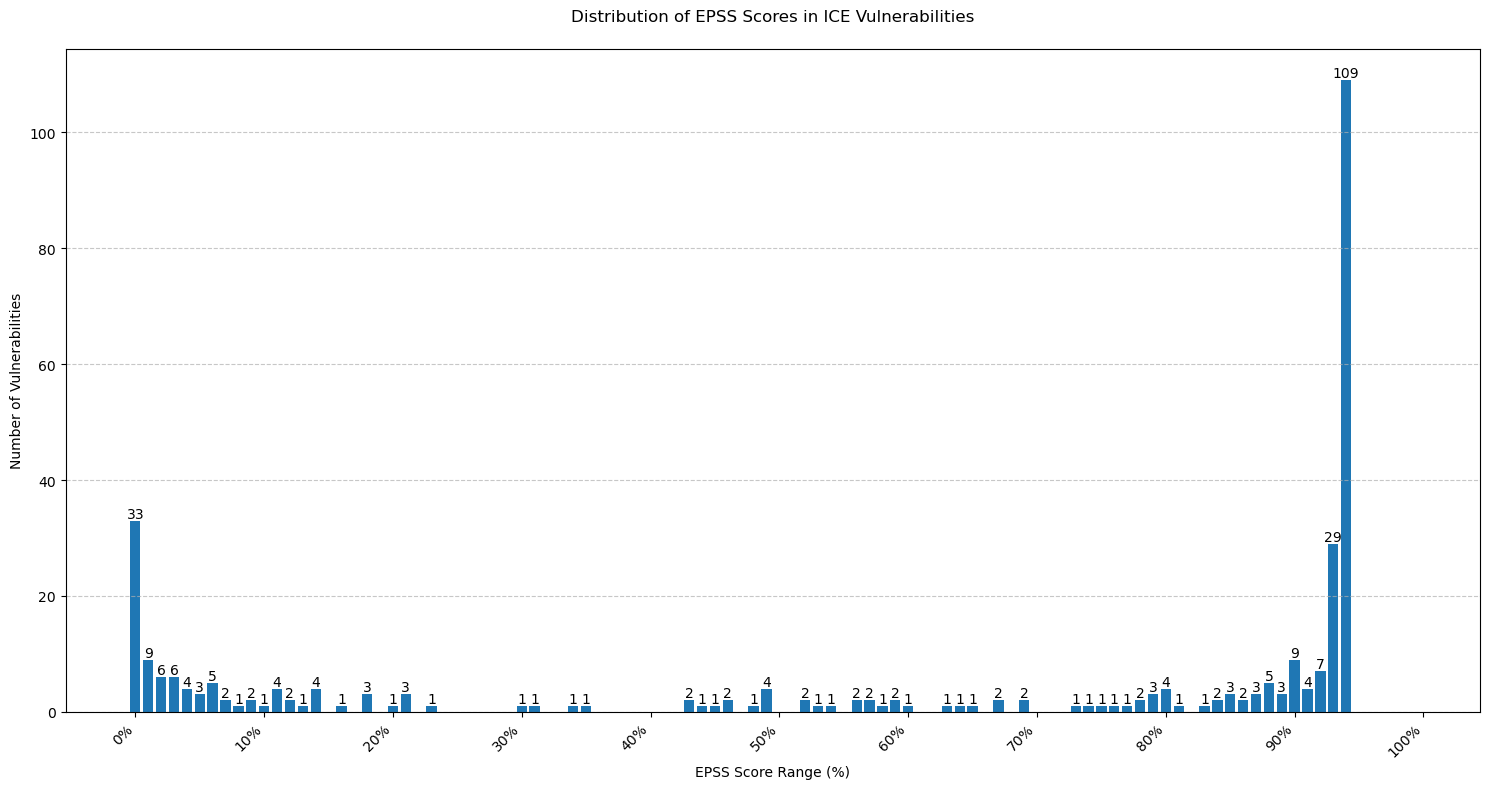 Distribution of EPSS Scores in ICE Vulnerabilities
Number of Vulnerabilities
100
80
60
40
20
0
33 9 6 6 4 3 5 2 1 2 1 4 2 1 4 1 3 1 3 1 1 1 1 1 2 1 1 2 1 4 2 1 1 2 2 1 2 1 1 1 1 2 2 1 1 1 1 1 2 3 4 1 1 2 3 2 3 5 3 9 4 7 29 109
0% 10% 20% 30% 40% 50% 60% 70% 80% 90% 100%
EPSS Score Range (%)